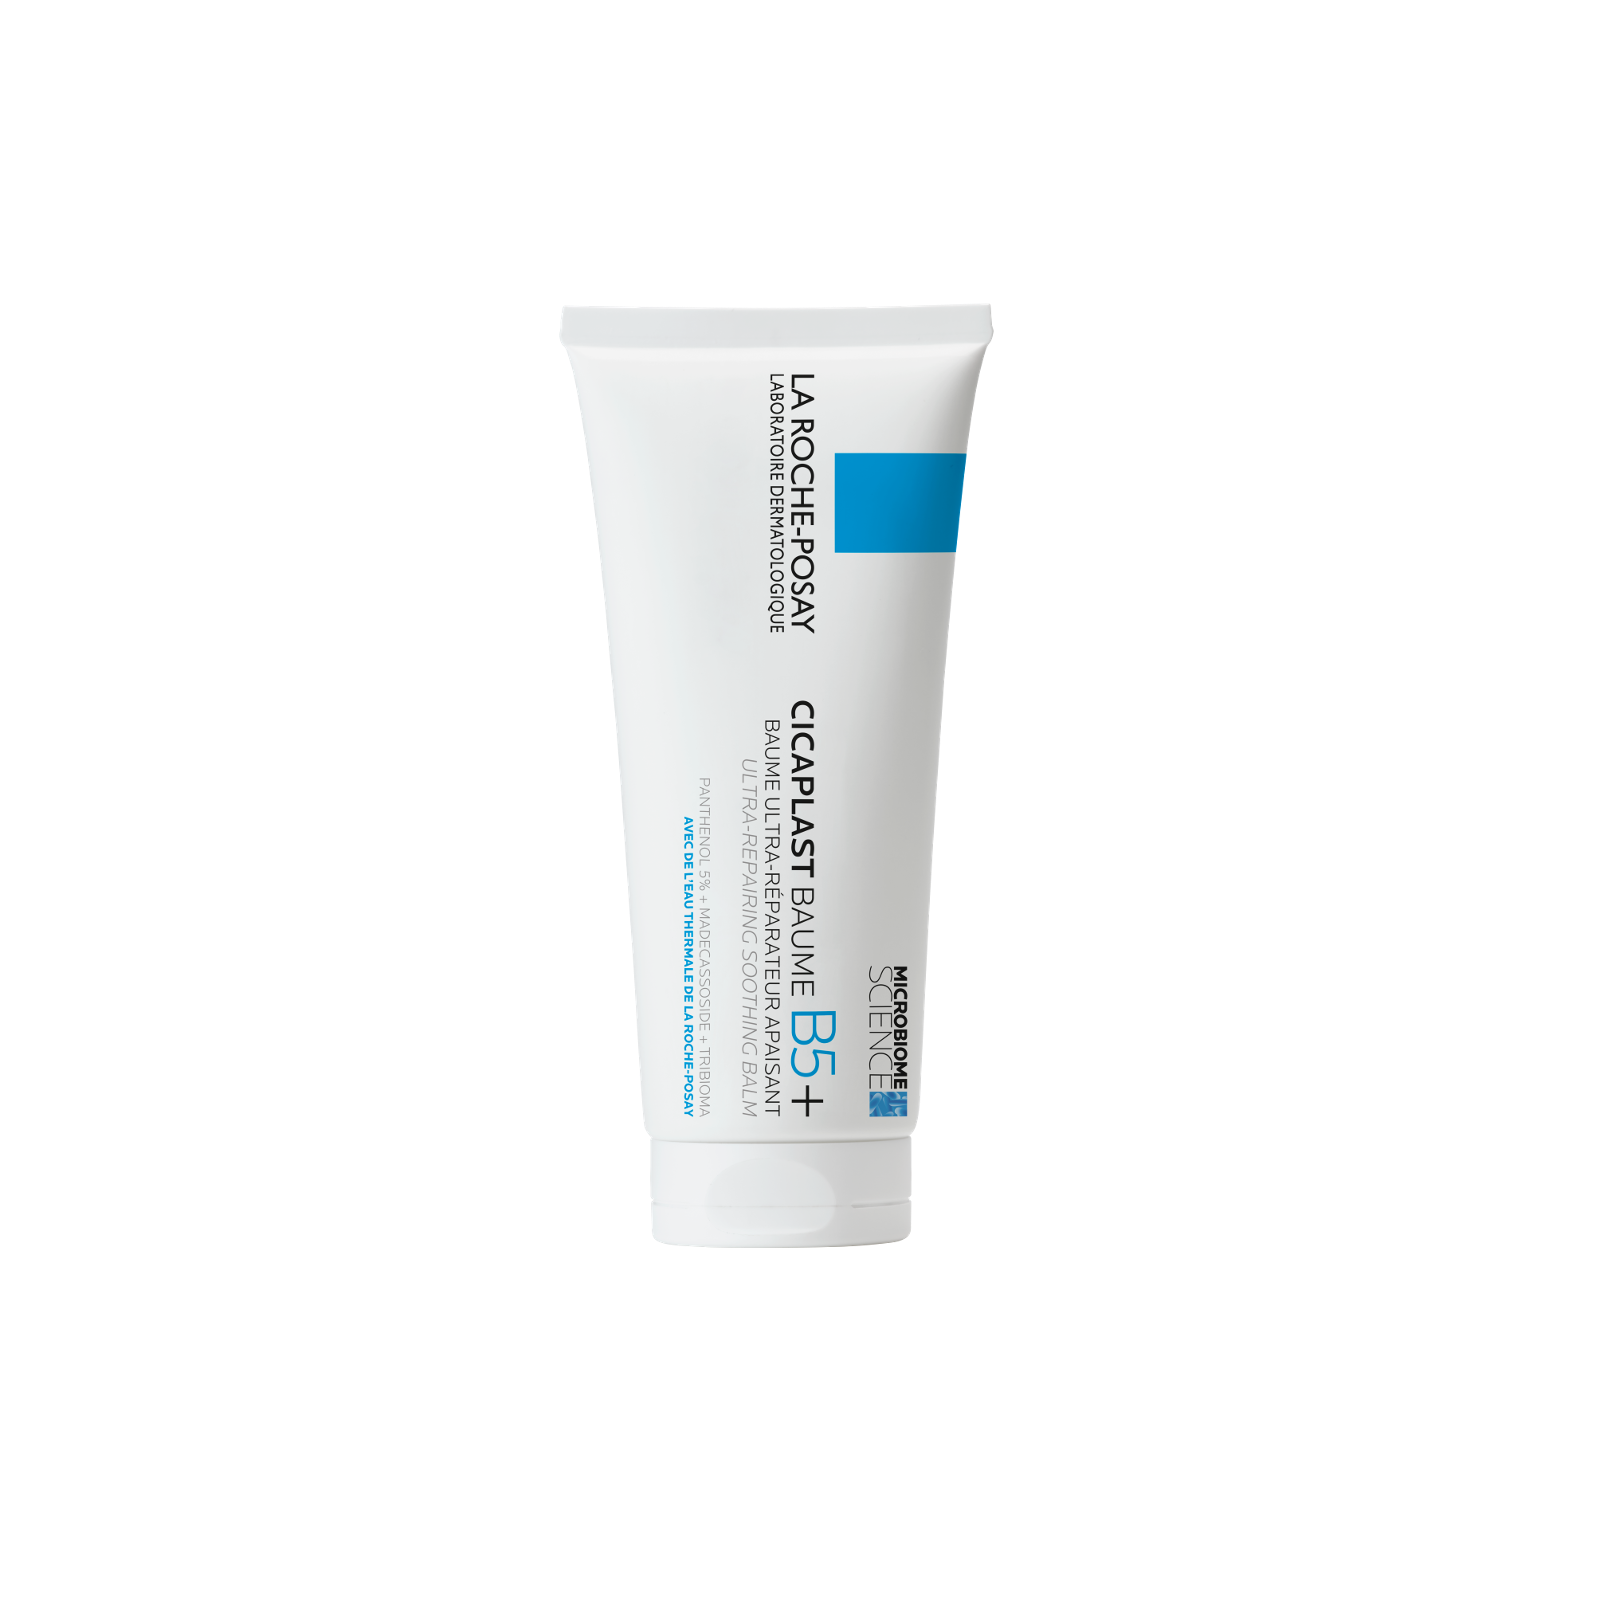 LA ROCHE-POSAY
LABORATOIRE DERMATOLOGIQUE
MICROBIOME
SCIENCE
CICAPLAST BAUME B5+
BAUME ULTRA-RÉPARATEUR APAISANT
ULTRA-REPAIRING SOOTHING BALM
PANTHENOL 5% + MADECASSOSIDE + TRIBIOMA
AVEC DE L'EAU THERMALE DE LA ROCHE-POSAY